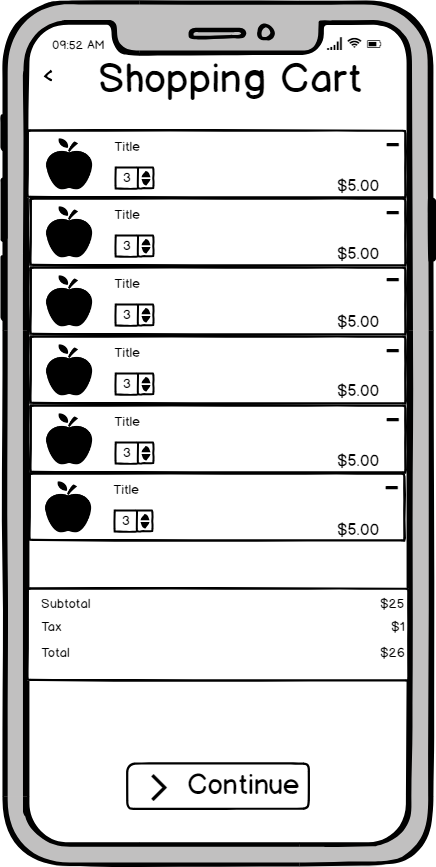 09:52 AM
< Shopping Cart
Title
3
$5.00
Title
3
$5.00
Title
3
$5.00
Title
3
$5.00
Title
3
$5.00
Title
3
$5.00
Subtotal $25
Tax $1
Total $26
Continue